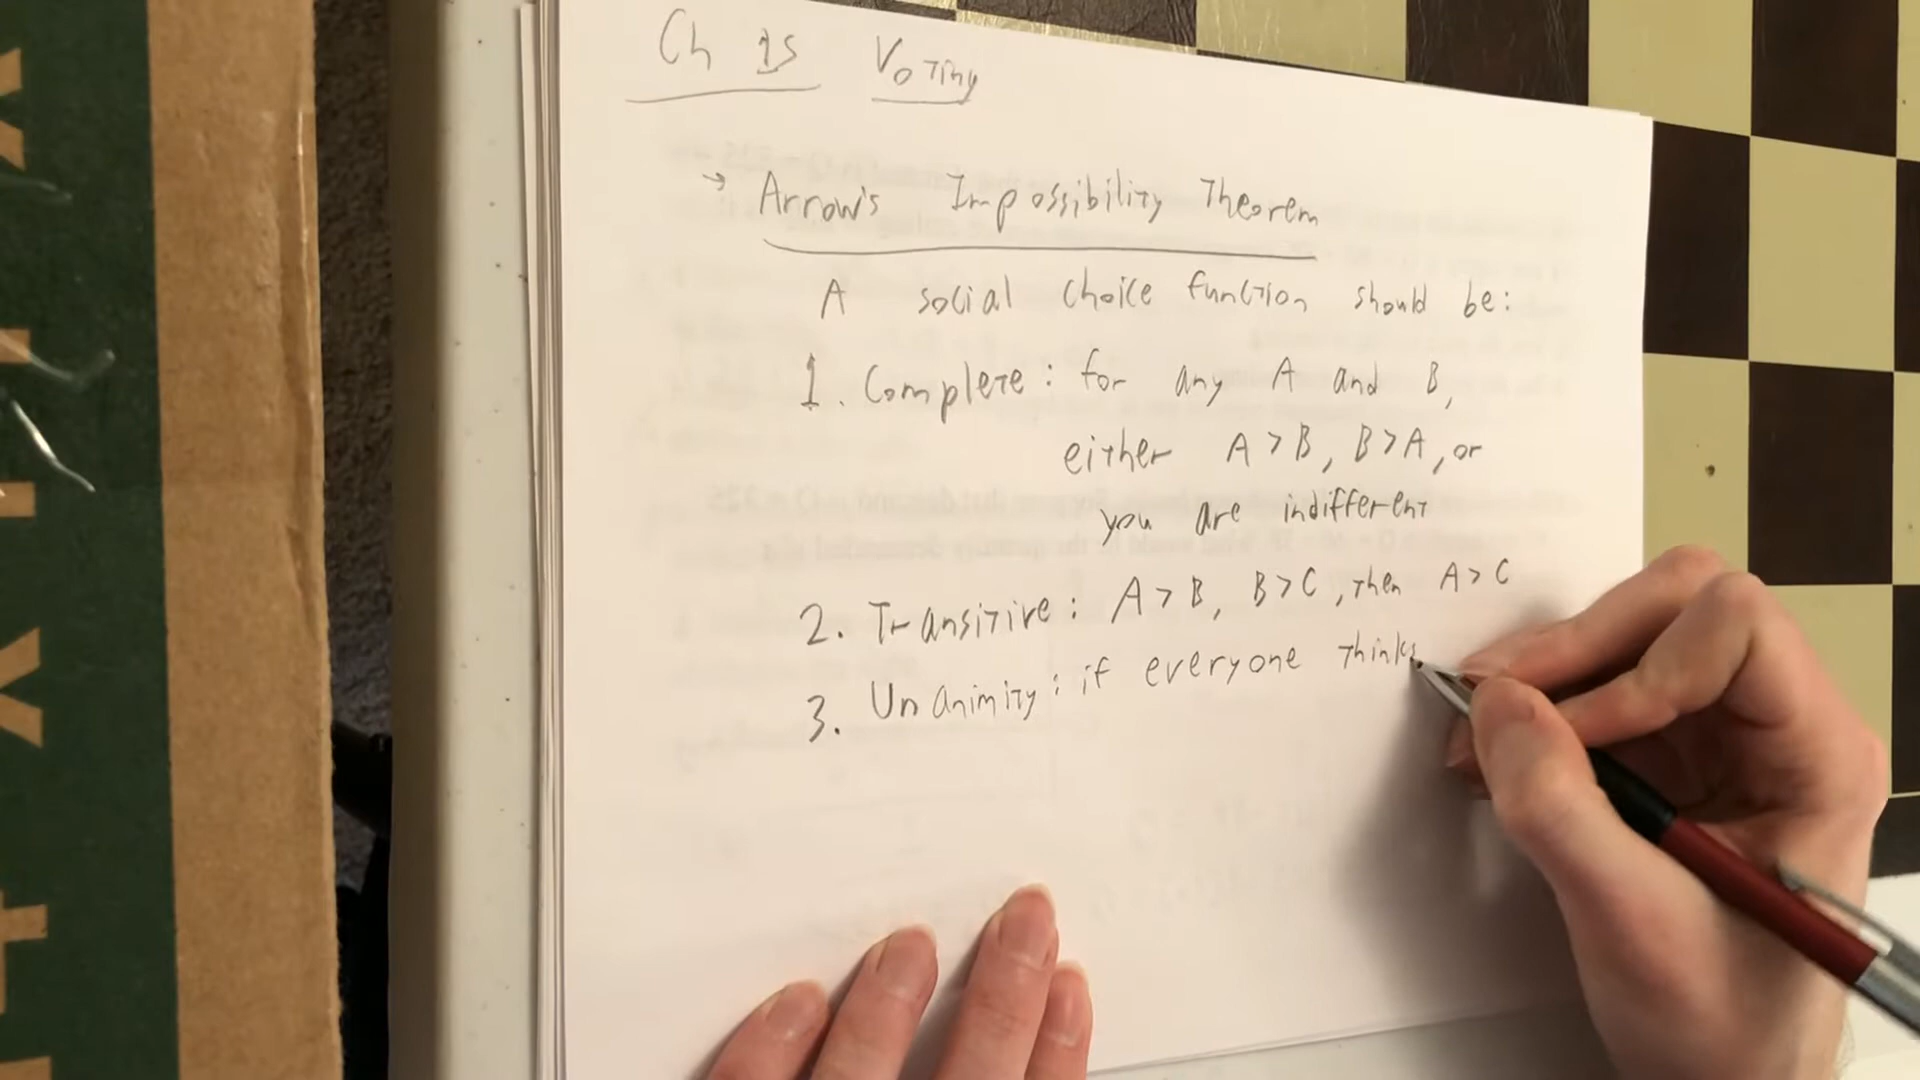 Ch 15 Voting
→ Arrow's Impossibility Theorem
A social choice function should be:
1. Complete: for any A and B,
either A > B, B > A, or
you are indifferent
2. Transitive: A > B, B > C, then A > C
3. Unanimity: if everyone thinks